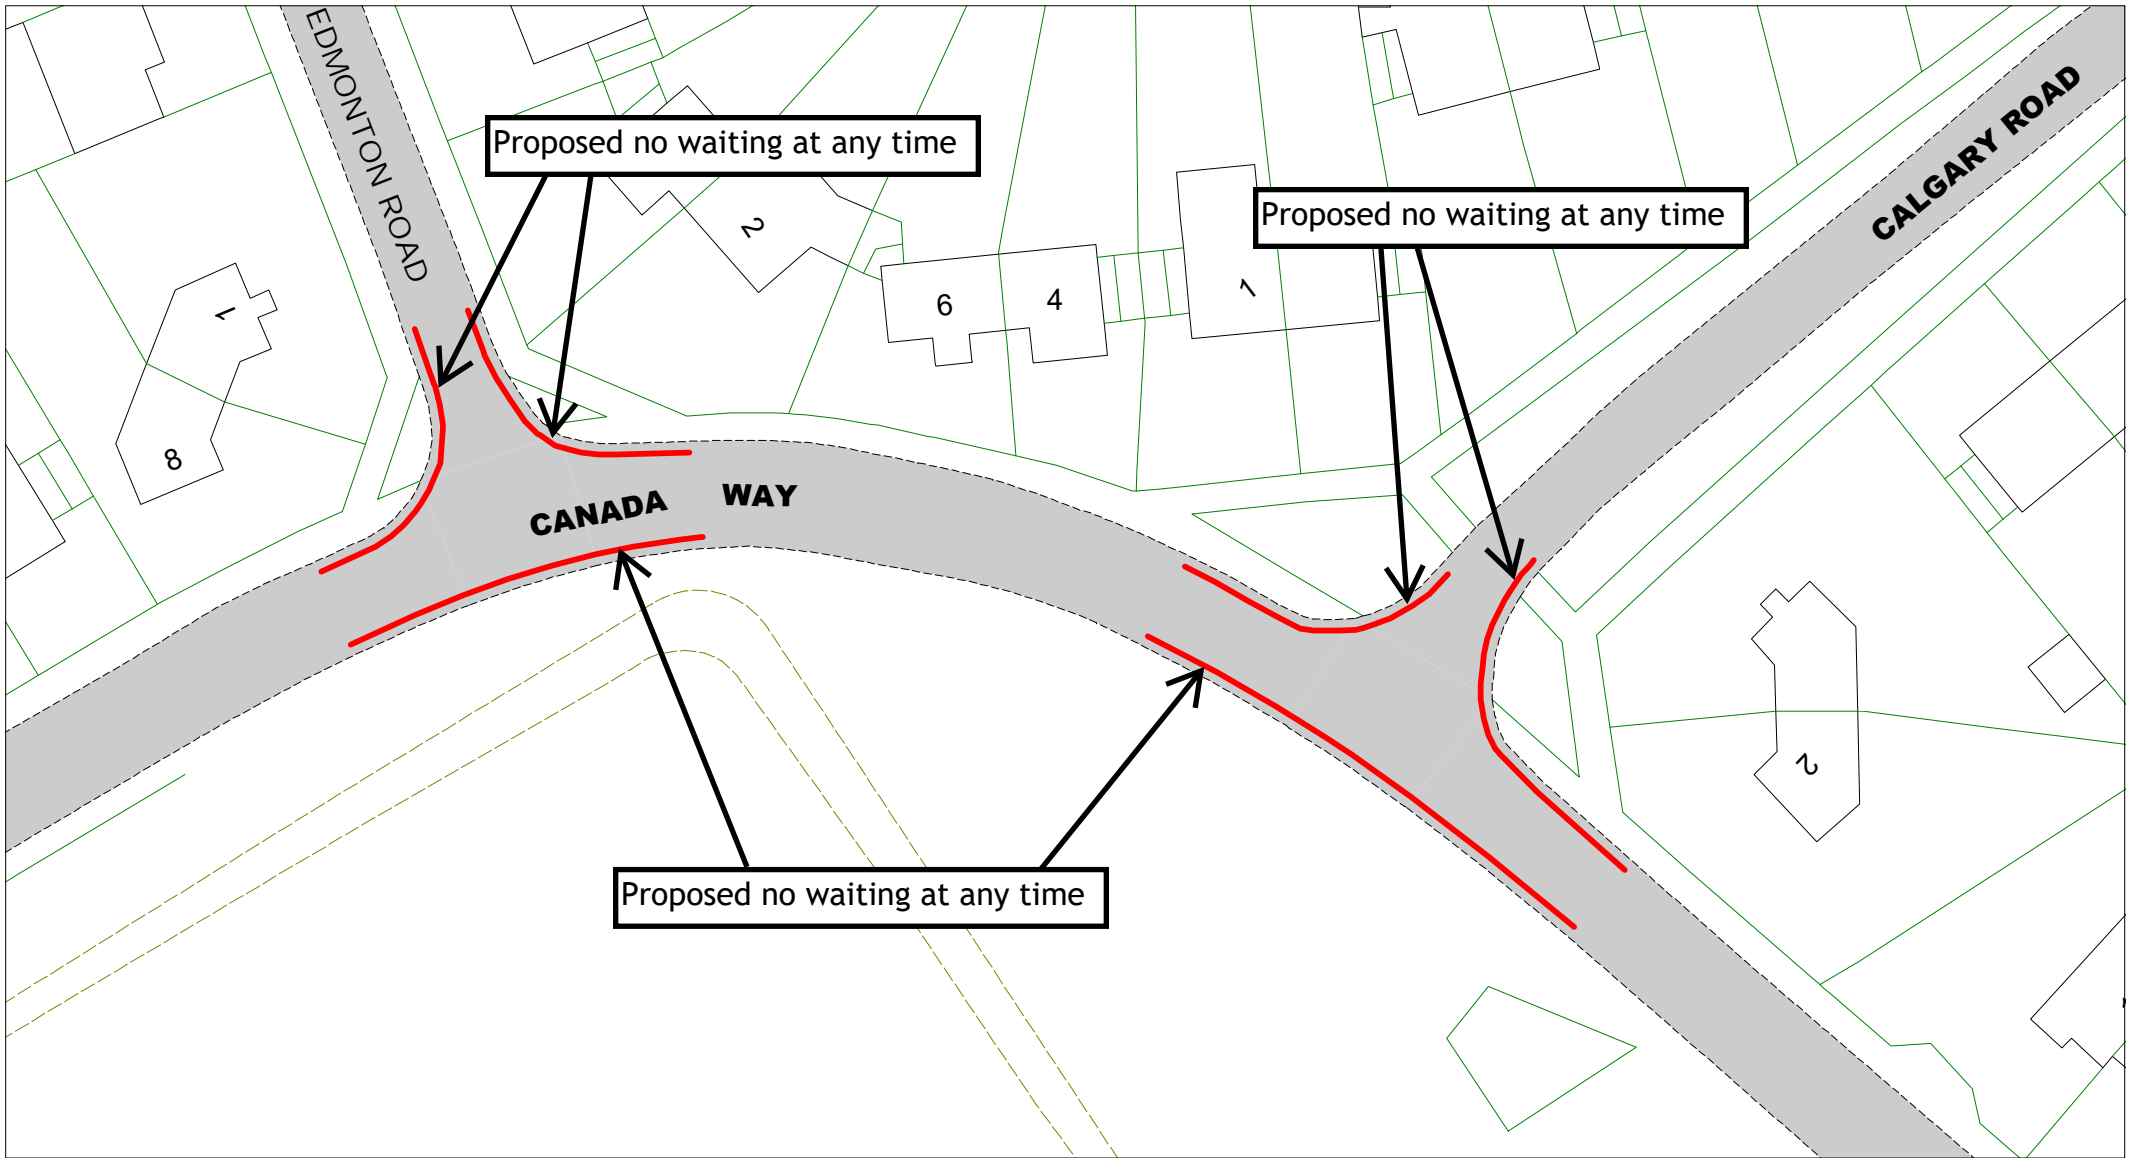 EDMONTON ROAD
Proposed no waiting at any time
CALGARY ROAD
Proposed no waiting at any time
2
1
1
6
4
8
CANADA WAY
2
Proposed no waiting at any time